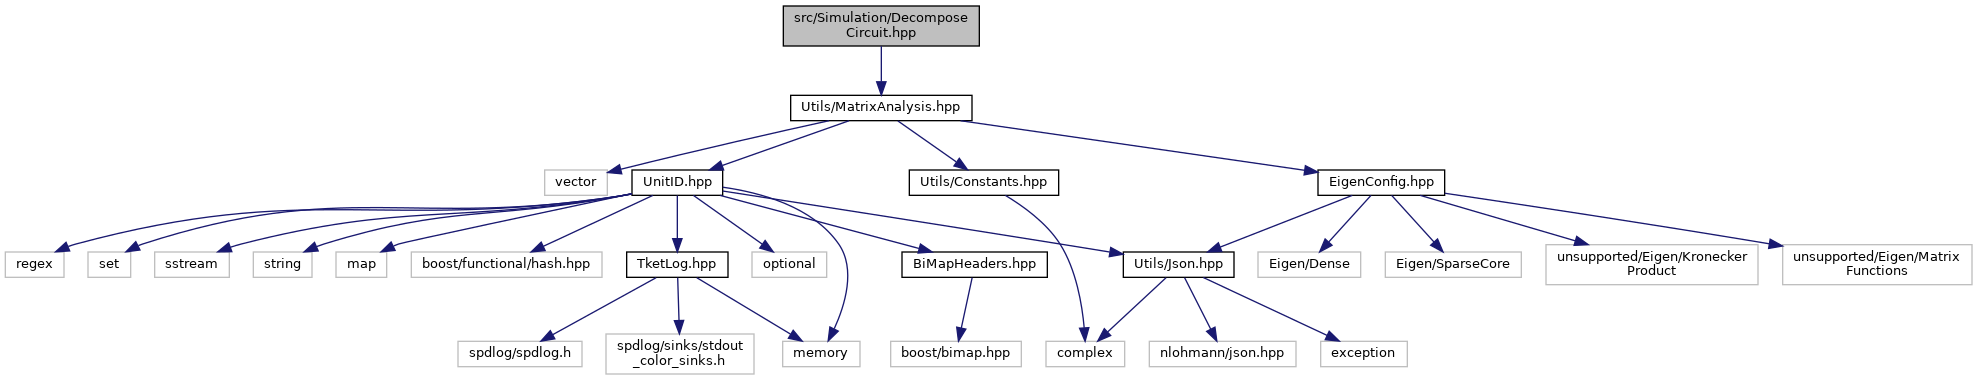 src/Simulation/Decompose
Circuit.hpp
Utils/MatrixAnalysis.hpp
vector
UnitID.hpp
Utils/Constants.hpp
EigenConfig.hpp
regex
set
sstream
string
map
boost/functional/hash.hpp
TketLog.hpp
optional
BiMapHeaders.hpp
Utils/Json.hpp
Eigen/Dense
Eigen/SparseCore
unsupported/Eigen/Kronecker
Product
unsupported/Eigen/Matrix
Functions
spdlog/spdlog.h
spdlog/sinks/stdout
_color_sinks.h
memory
boost/bimap.hpp
complex
nlohmann/json.hpp
exception